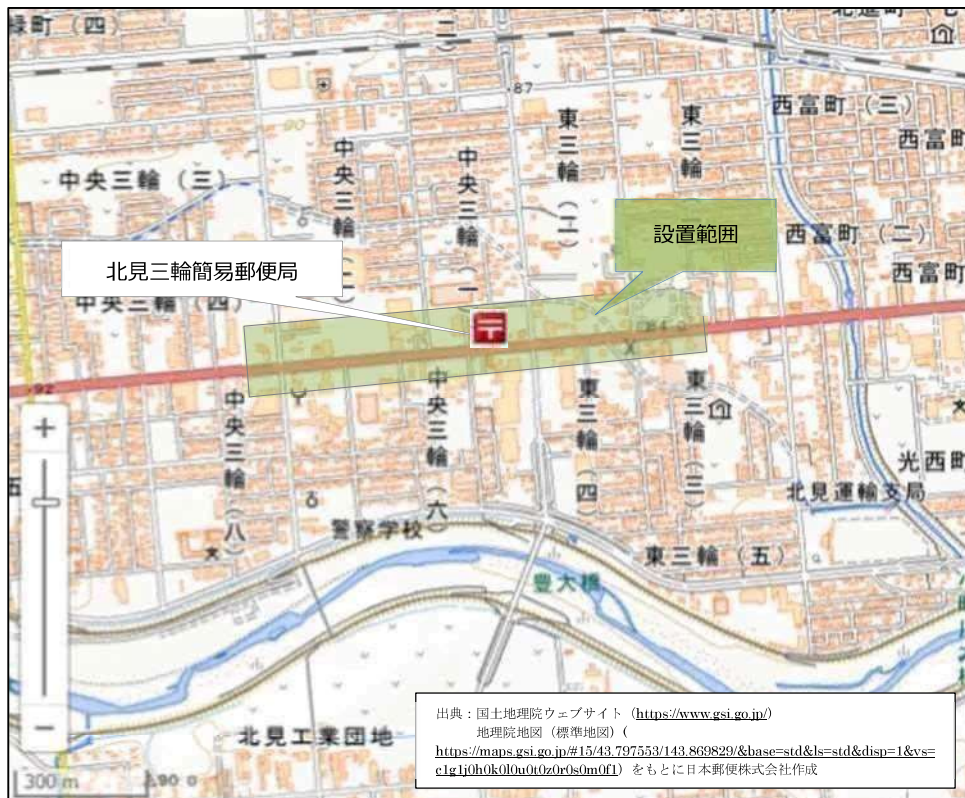 緑町（四）
87
90
西富町（三）
西富町
東三輪（二）
東三輪
中央三輪（三）
中央三輪
中央三輪（一
設置範囲
西富町（二）
北見三輪簡易郵便局
西富町
中央三輪（四）
84
92
中央三輪（八）
中央三輪（六）
東三輪（四）
東三輪（三）
光西町
五
北見運輸支局
警察学校
東三輪（五）
豊大橋
北見工業団地
出典：国土地理院ウェブサイト（https://www.gsi.go.jp/）
地理院地図（標準地図）(
https://maps.gsi.go.jp/#15/43.797553/143.869829/&base=std&ls=std&disp=1&vs=
c1g1j0h0k0l0u0t0z0r0s0m0f1）をもとに日本郵便株式会社作成
300 m
90